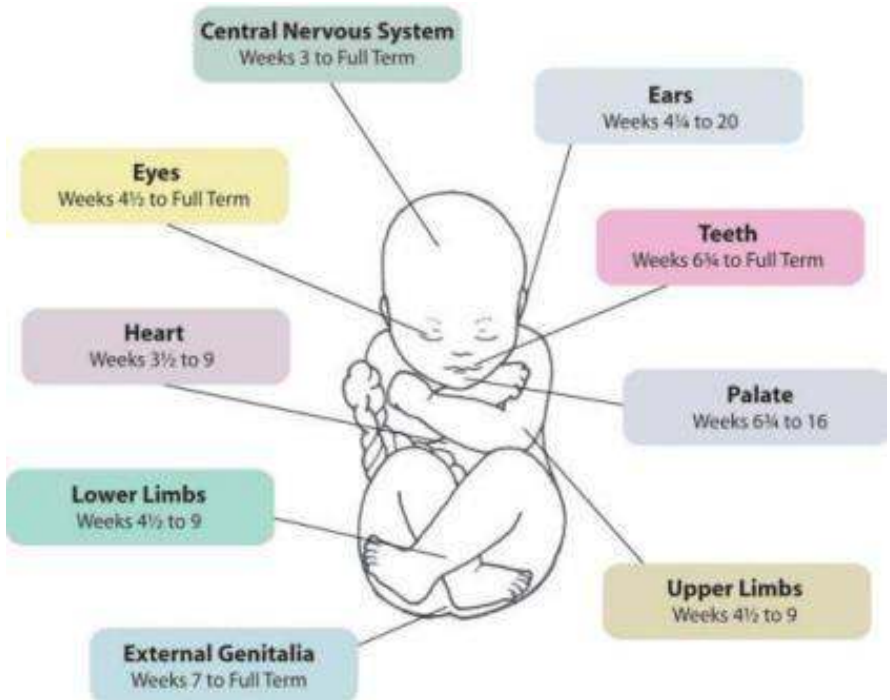 Central Nervous System
Weeks 3 to Full Term
Ears
Weeks 4¼ to 20
Eyes
Weeks 4½ to Full Term
Teeth
Weeks 6¾ to Full Term
Heart
Weeks 3½ to 9
Palate
Weeks 6¾ to 16
Lower Limbs
Weeks 4½ to 9
Upper Limbs
Weeks 4½ to 9
External Genitalia
Weeks 7 to Full Term